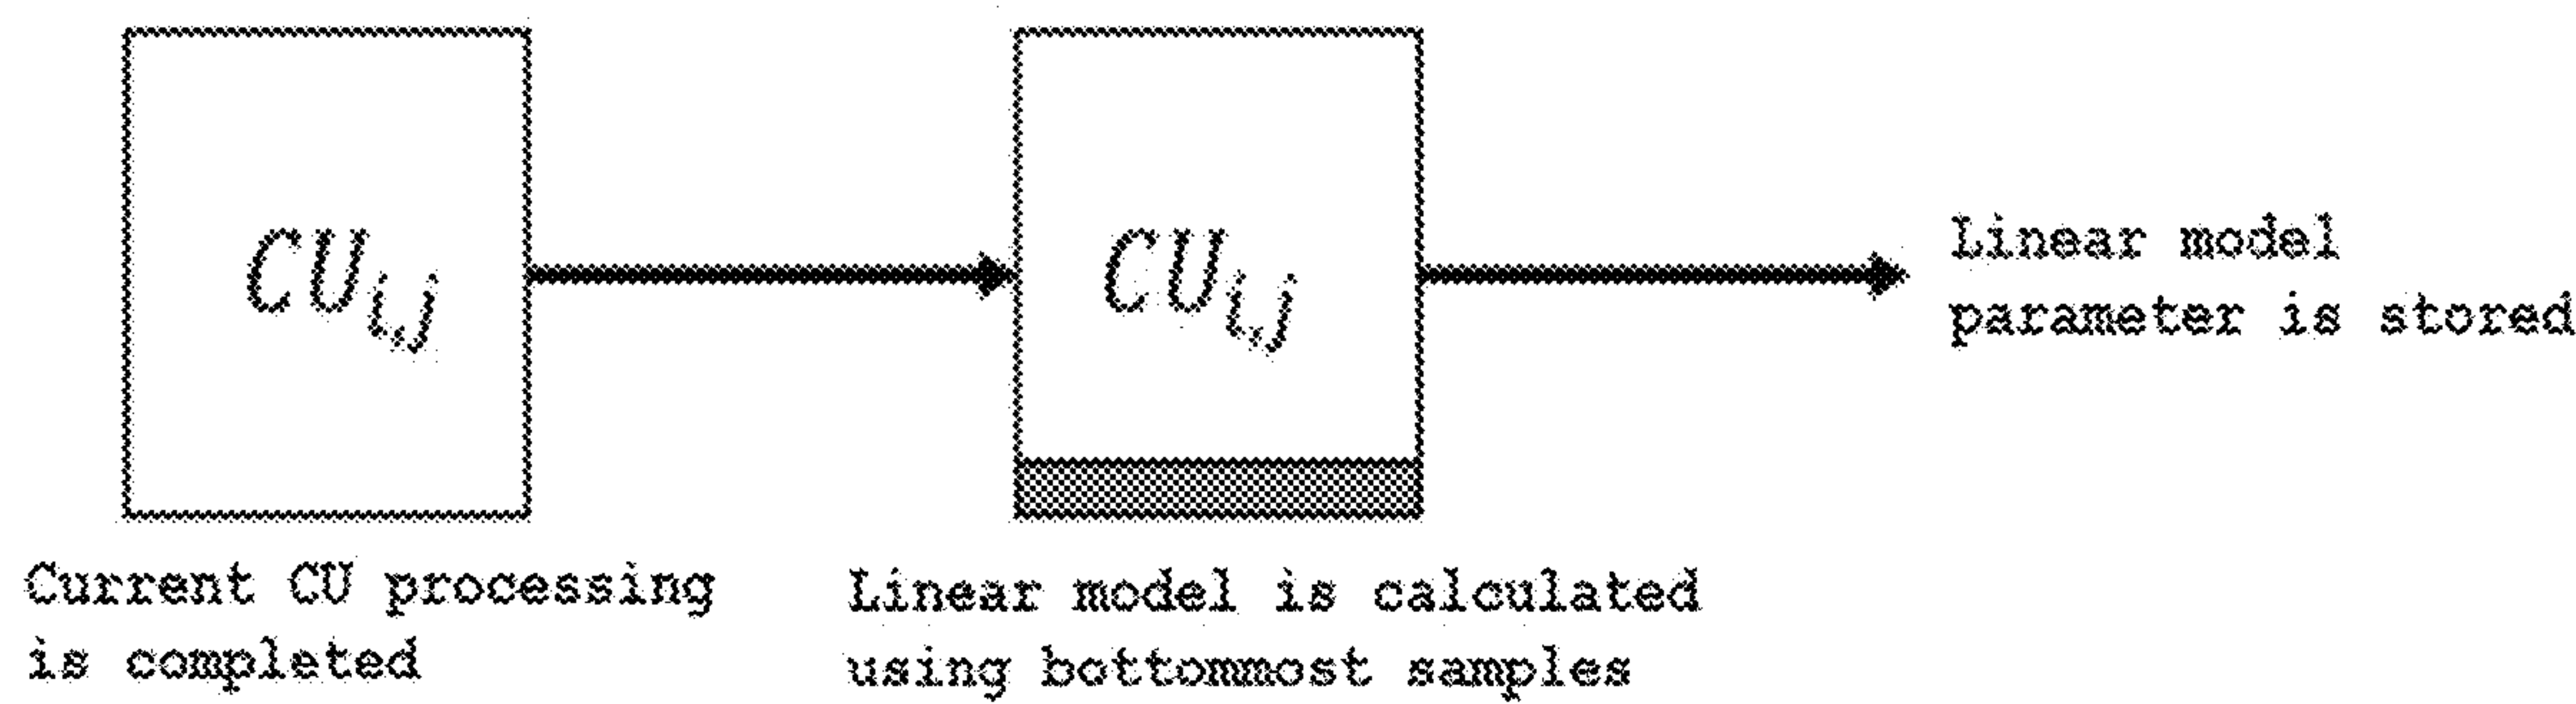 CU_{i,j}
CU_{i,j}
Linear model
parameter is stored
Current CU processing
is completed
Linear model is calculated
using bottommost samples